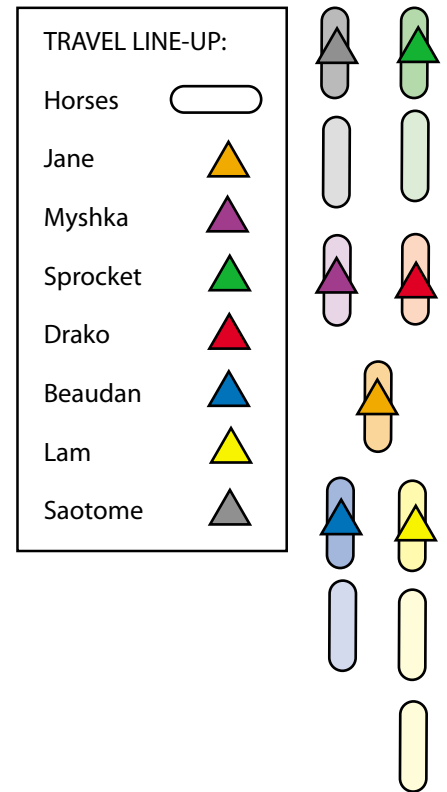 TRAVEL LINE-UP:
Horses
Jane
Myshka
Sprocket
Drako
Beaudan
Lam
Saotome